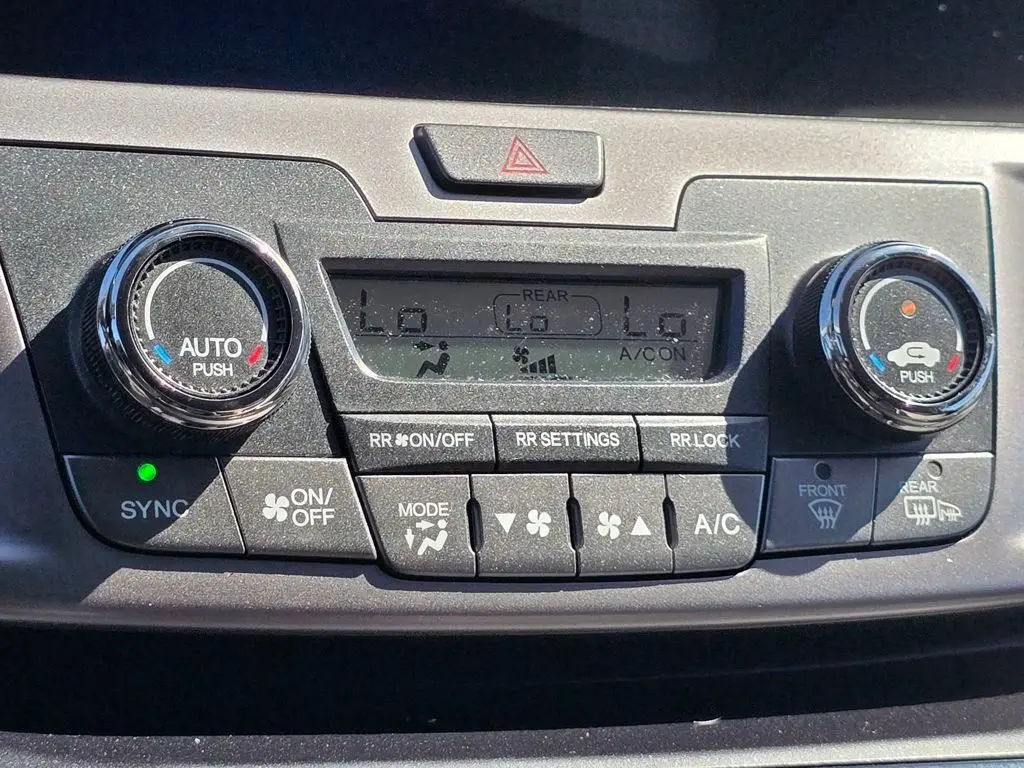 REAR
Lo Lo Lo
A/C ON
AUTO
PUSH
PUSH
RR ON/OFF RR SETTINGS RR LOCK
SYNC
ON/
OFF
MODE
A/C
FRONT
REAR